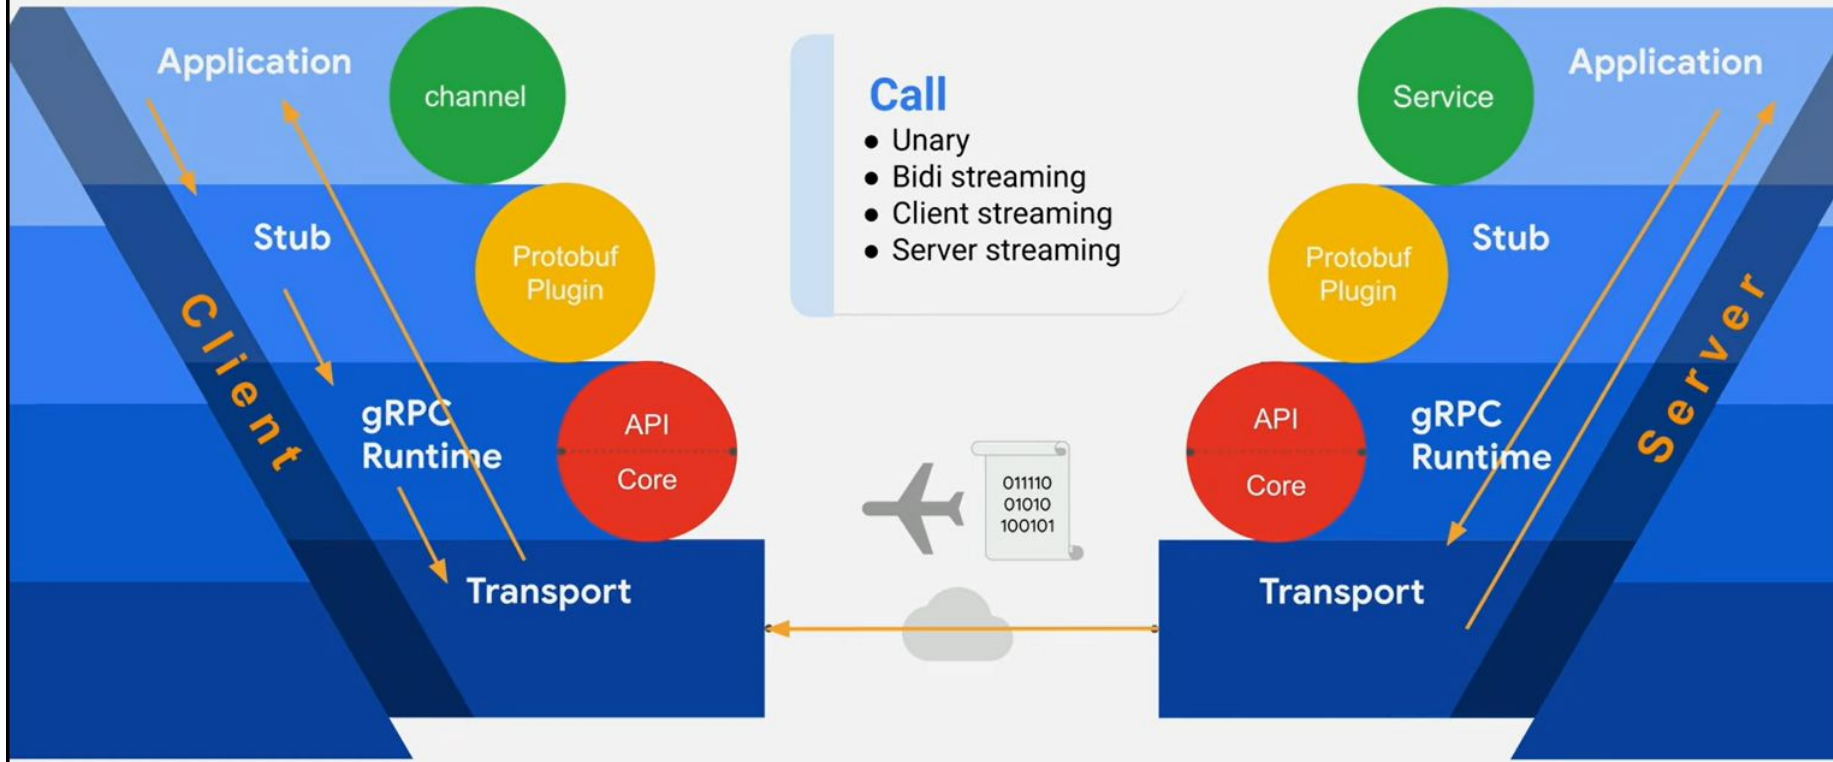 Application
channel
Stub
Protobuf
Plugin
Client
gRPC
Runtime
API
Core
Transport
Call
● Unary
● Bidi streaming
● Client streaming
● Server streaming
011110
01010
100101
Service
Application
Protobuf
Plugin
Stub
Server
API
Core
gRPC
Runtime
Transport